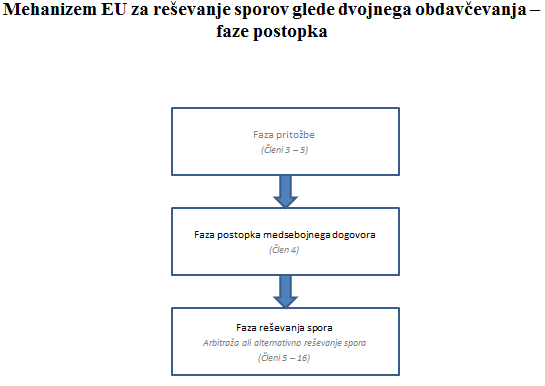 Mehanizem EU za reševanje sporov glede dvojnega obdavčevanja –
faze postopka
Faza pritožbe
(Členi 3 – 5)
Faza postopka medsebojnega dogovora
(Člen 4)
Faza reševanja spora
Arbitraža ali alternativno reševanje spora
(Členi 5 – 16)